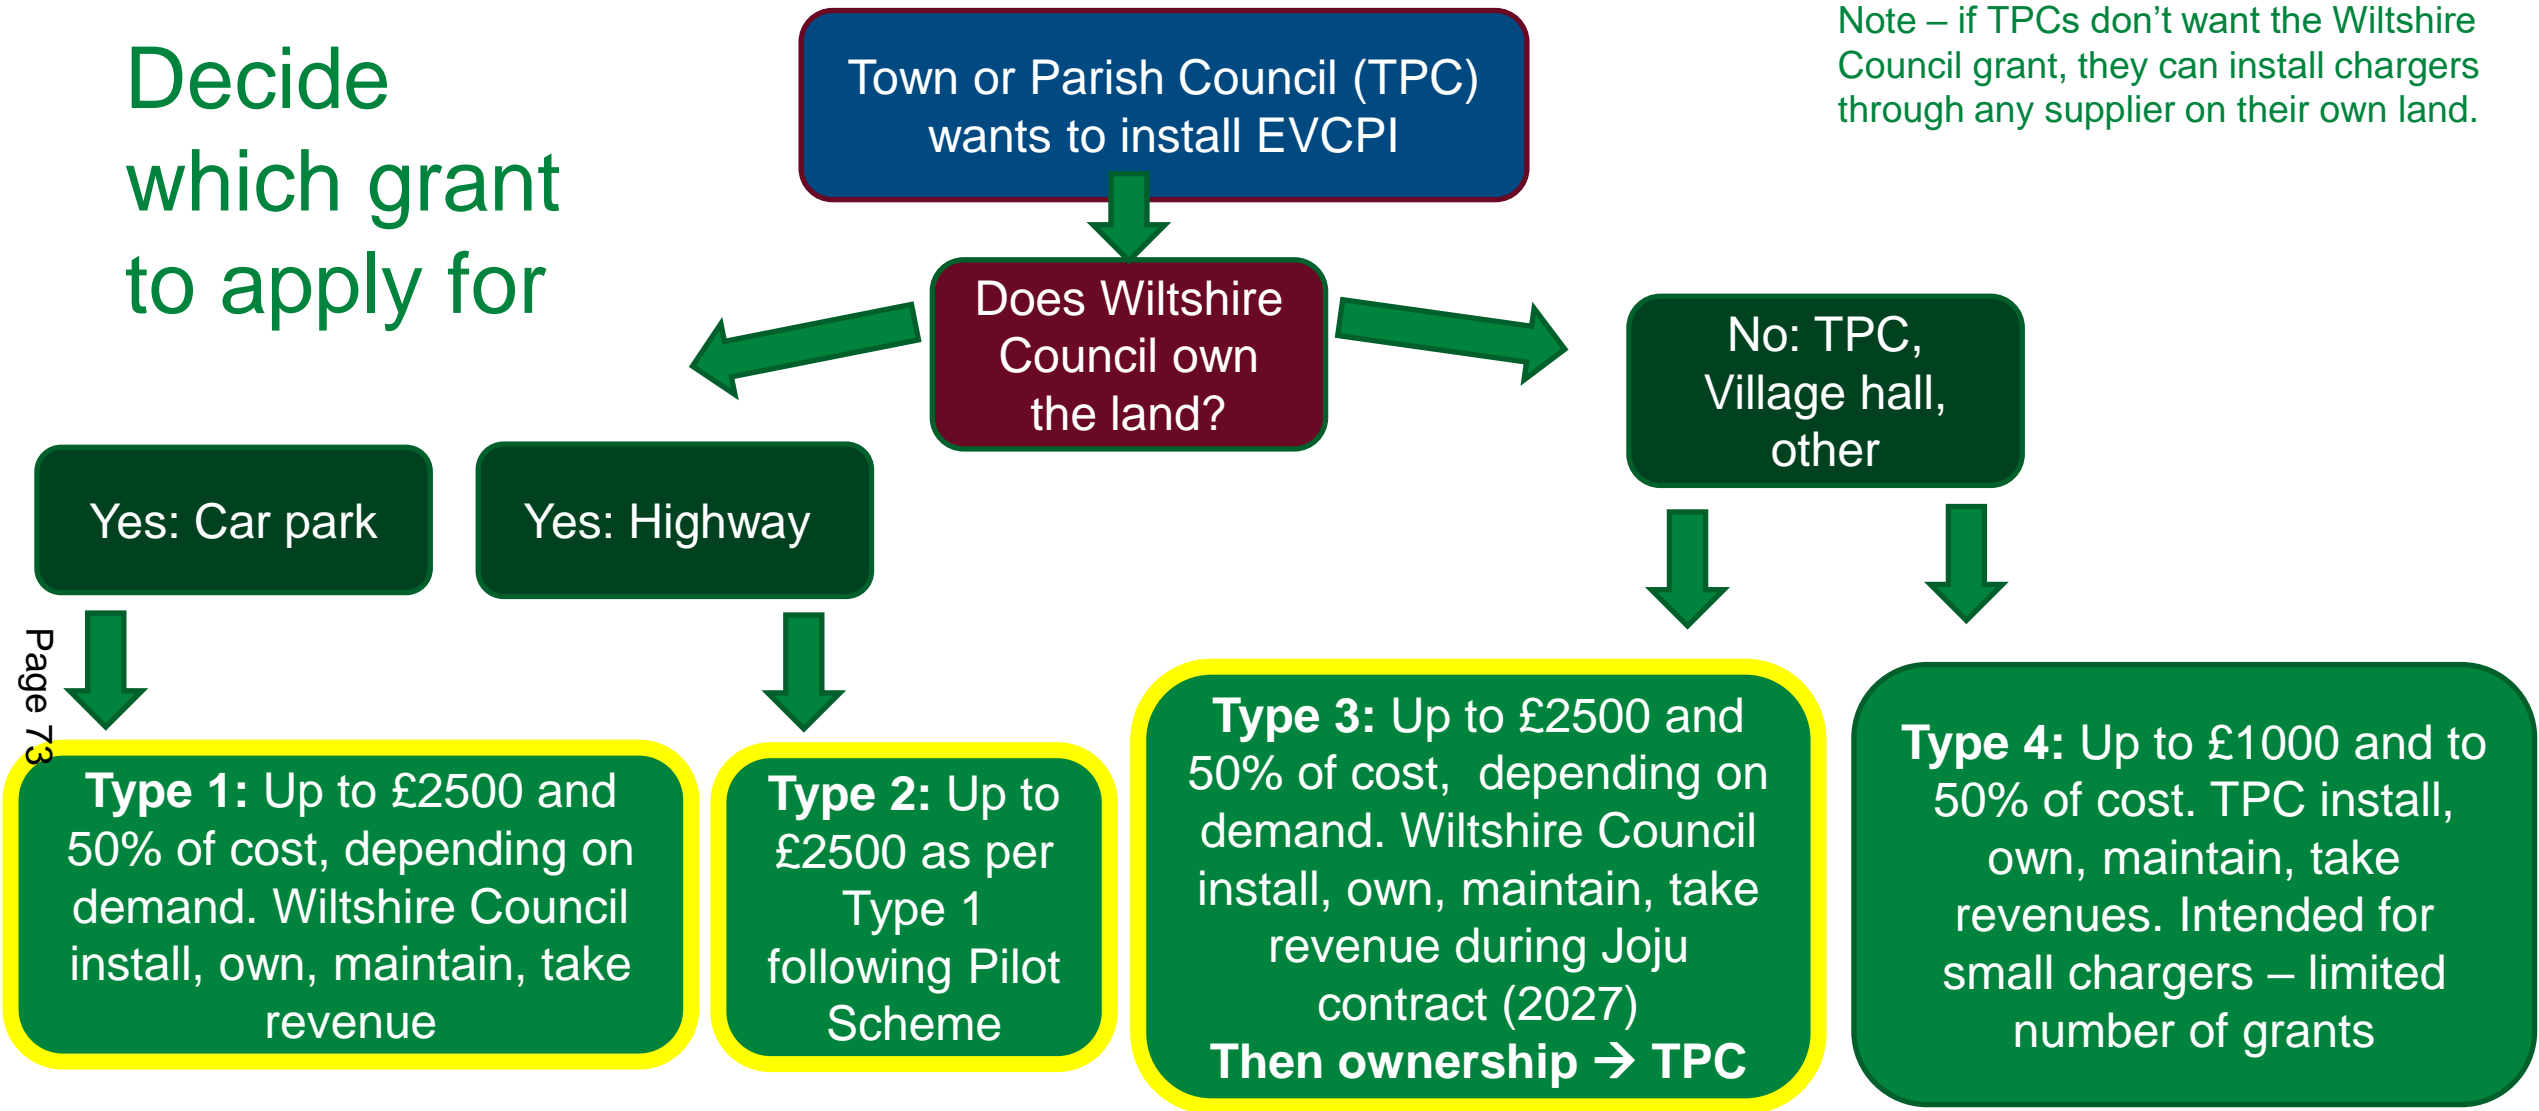 Decide
which grant
to apply for
Town or Parish Council (TPC)
wants to install EVCPI
Note – if TPCs don’t want the Wiltshire
Council grant, they can install chargers
through any supplier on their own land.
Does Wiltshire
Council own
the land?
No: TPC,
Village hall,
other
Yes: Car park
Yes: Highway
Page 73
Type 1: Up to £2500 and
50% of cost, depending on
demand. Wiltshire Council
install, own, maintain, take
revenue
Type 2: Up to
£2500 as per
Type 1
following Pilot
Scheme
Type 3: Up to £2500 and
50% of cost, depending on
demand. Wiltshire Council
install, own, maintain, take
revenue during Joju
contract (2027)
Then ownership → TPC
Type 4: Up to £1000 and to
50% of cost. TPC install,
own, maintain, take
revenues. Intended for
small chargers – limited
number of grants